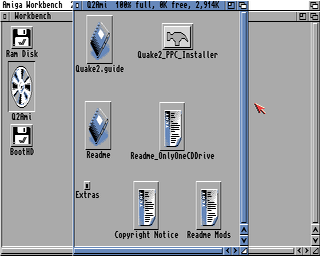 Amiga Workbench
Q2Ami 100% full, 0K free, 2,914K
Workbench
Ram Disk
Q2Ami
BootHD
Quake2.guide
Quake2_PPC_Installer
Readme
Readme_OnlyOneCDDrive
Extras
Copyright Notice
Readme Mods